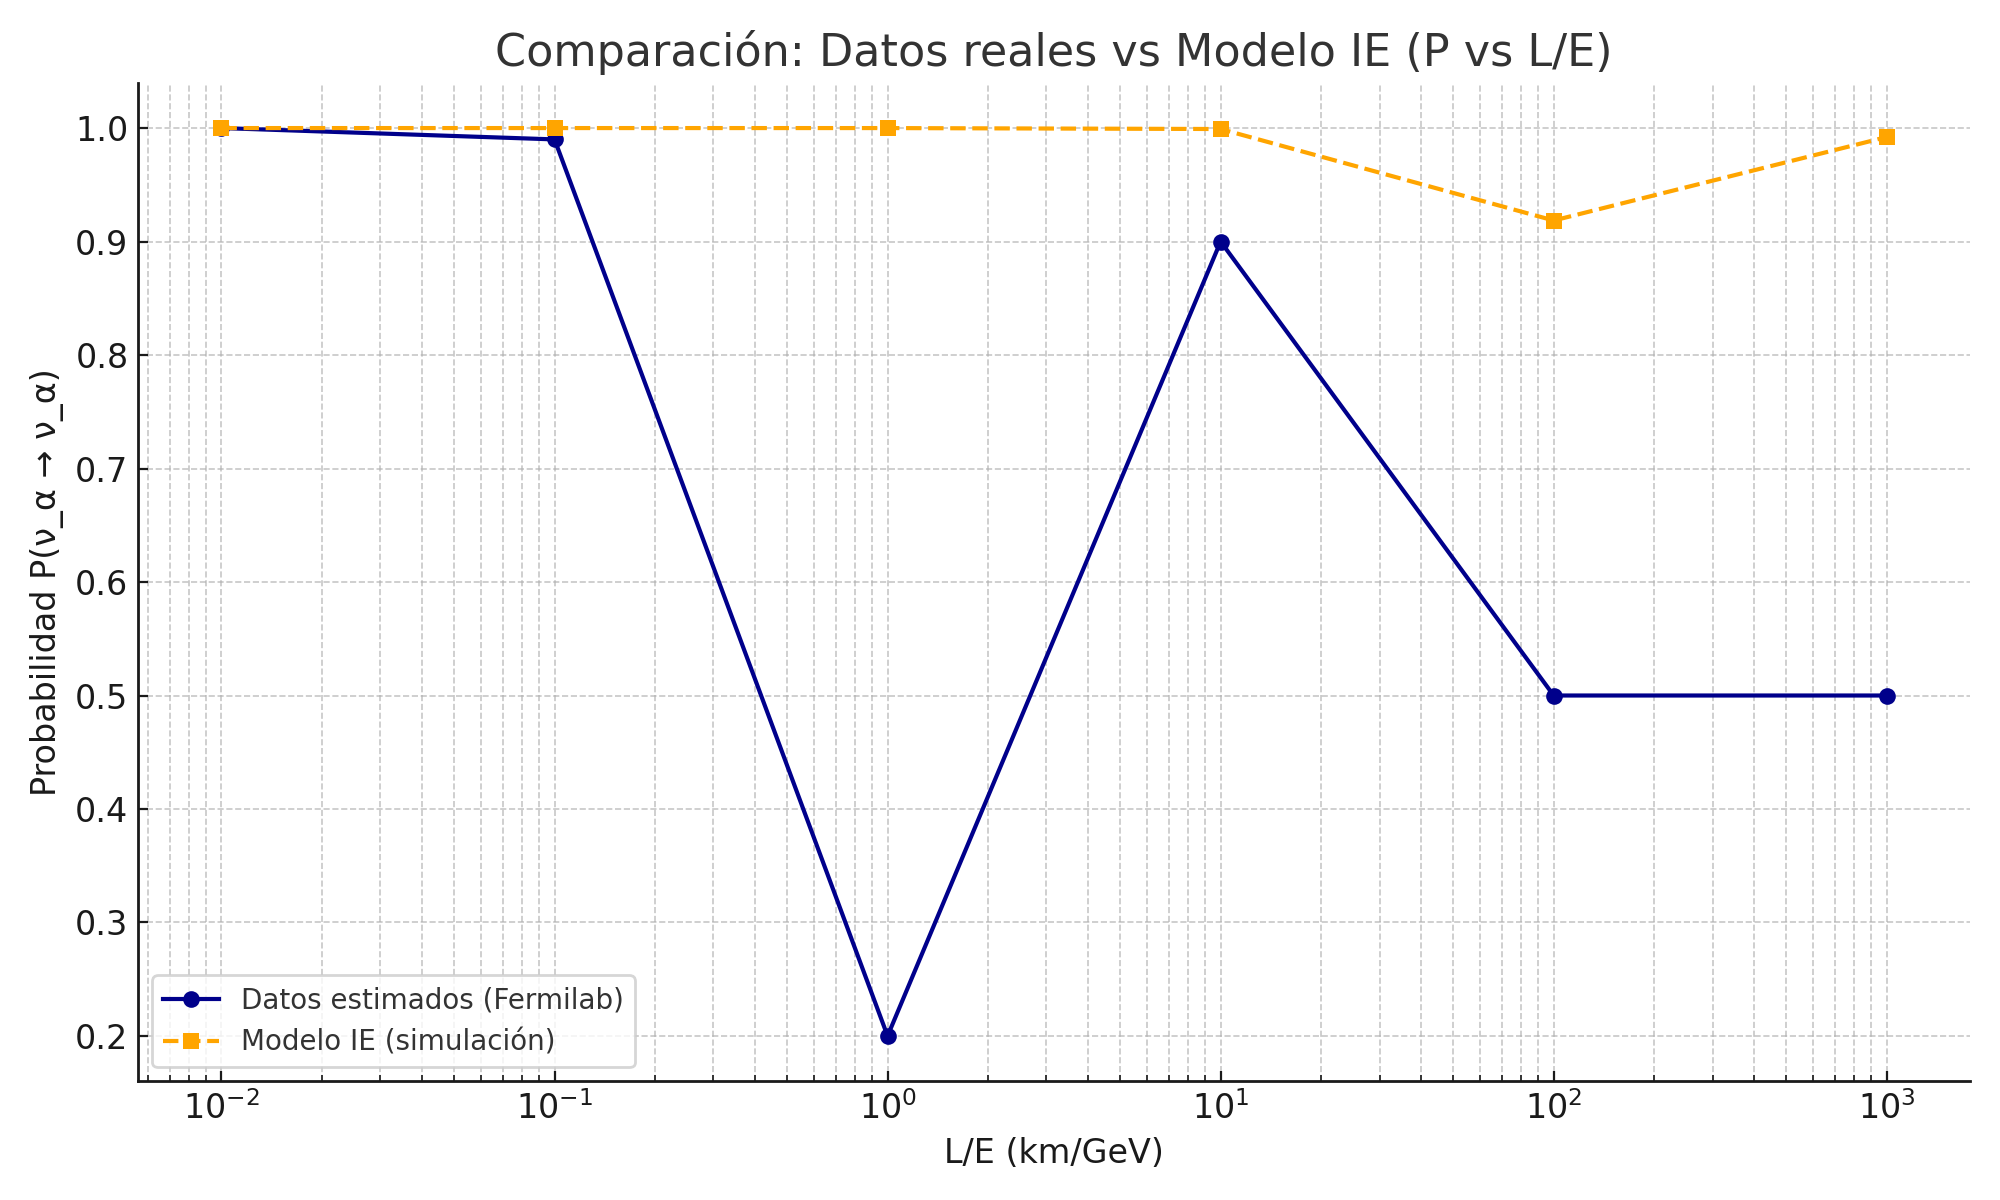 Comparación: Datos reales vs Modelo IE (P vs L/E)
Probabilidad P(ν_α → ν_α)
1.0
0.9
0.8
0.7
0.6
0.5
0.4
0.3
0.2
Datos estimados (Fermilab)
Modelo IE (simulación)
10⁻² 10⁻¹ 10⁰ 10¹ 10² 10³
L/E (km/GeV)